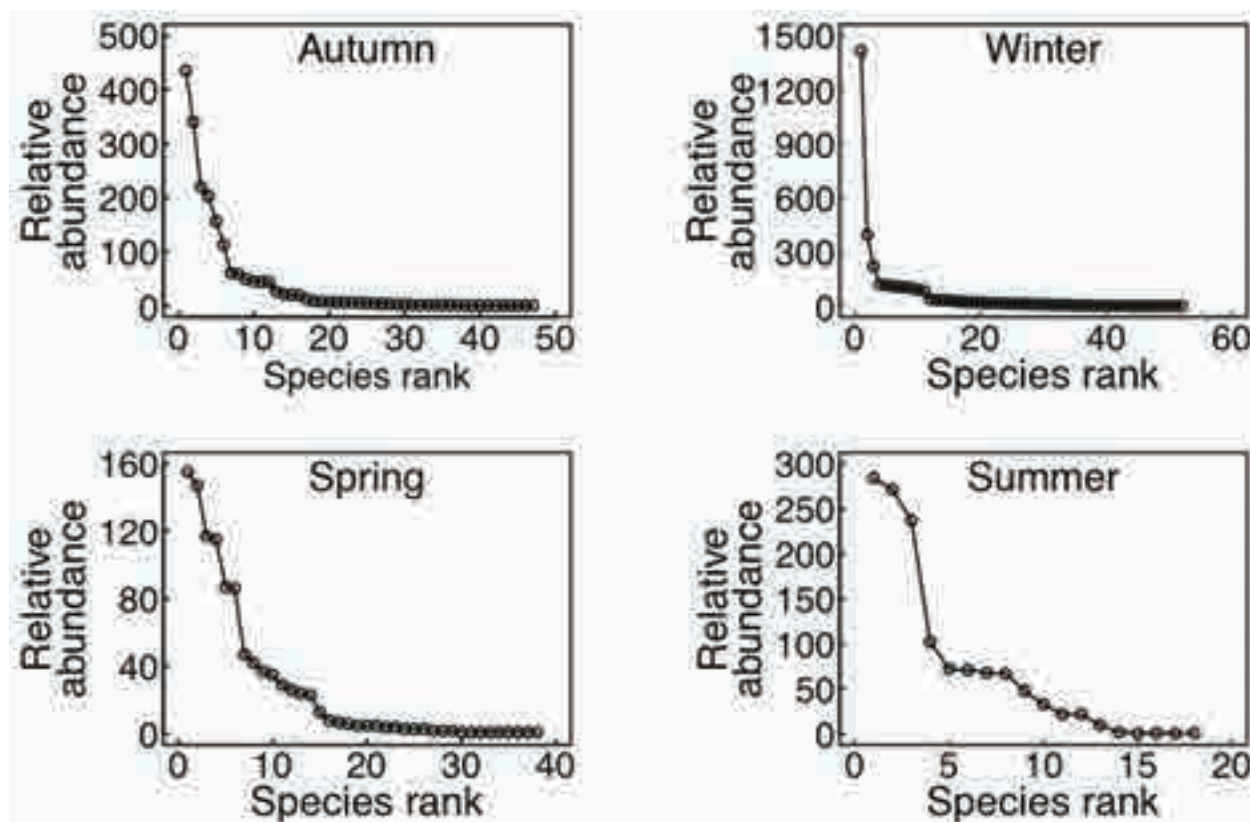 Autumn
Relative
abundance
500
400
300
200
100
0
0 10 20 30 40 50
Species rank
Winter
Relative
abundance
1500
1200
900
600
300
0
0 20 40 60
Species rank
Spring
Relative
abundance
160
120
80
40
0
0 10 20 30 40
Species rank
Summer
Relative
abundance
300
250
200
150
100
50
0
0 5 10 15 20
Species rank